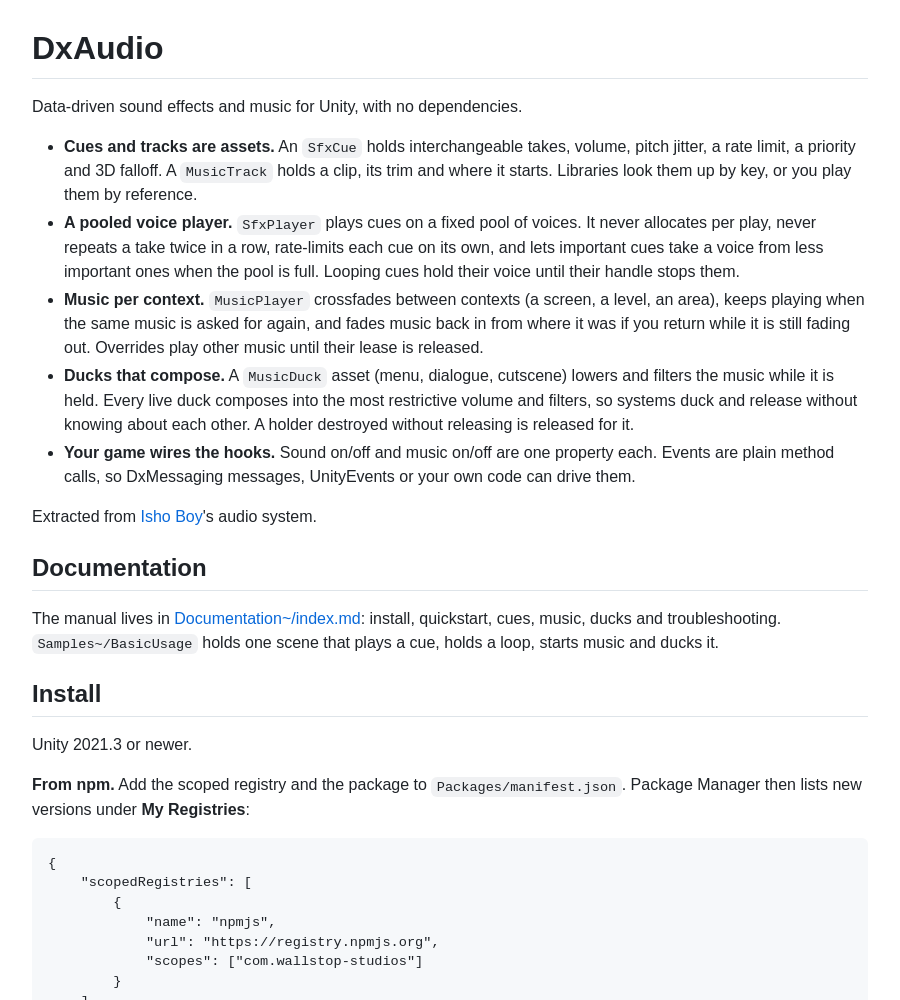 DxAudio
Data-driven sound effects and music for Unity, with no dependencies.
• Cues and tracks are assets. An SfxCue holds interchangeable takes, volume, pitch jitter, a rate limit, a priority
and 3D falloff. A MusicTrack holds a clip, its trim and where it starts. Libraries look them up by key, or you play
them by reference.
• A pooled voice player. SfxPlayer plays cues on a fixed pool of voices. It never allocates per play, never
repeats a take twice in a row, rate-limits each cue on its own, and lets important cues take a voice from less
important ones when the pool is full. Looping cues hold their voice until their handle stops them.
• Music per context. MusicPlayer crossfades between contexts (a screen, a level, an area), keeps playing when
the same music is asked for again, and fades music back in from where it was if you return while it is still fading
out. Overrides play other music until their lease is released.
• Ducks that compose. A MusicDuck asset (menu, dialogue, cutscene) lowers and filters the music while it is
held. Every live duck composes into the most restrictive volume and filters, so systems duck and release without
knowing about each other. A holder destroyed without releasing is released for it.
• Your game wires the hooks. Sound on/off and music on/off are one property each. Events are plain method
calls, so DxMessaging messages, UnityEvents or your own code can drive them.
Extracted from Isho Boy's audio system.
Documentation
The manual lives in Documentation~/index.md: install, quickstart, cues, music, ducks and troubleshooting.
Samples~/BasicUsage holds one scene that plays a cue, holds a loop, starts music and ducks it.
Install
Unity 2021.3 or newer.
From npm. Add the scoped registry and the package to Packages/manifest.json. Package Manager then lists new
versions under My Registries:
{
    "scopedRegistries": [
        {
            "name": "npmjs",
            "url": "https://registry.npmjs.org",
            "scopes": ["com.wallstop-studios"]
        }
    ]